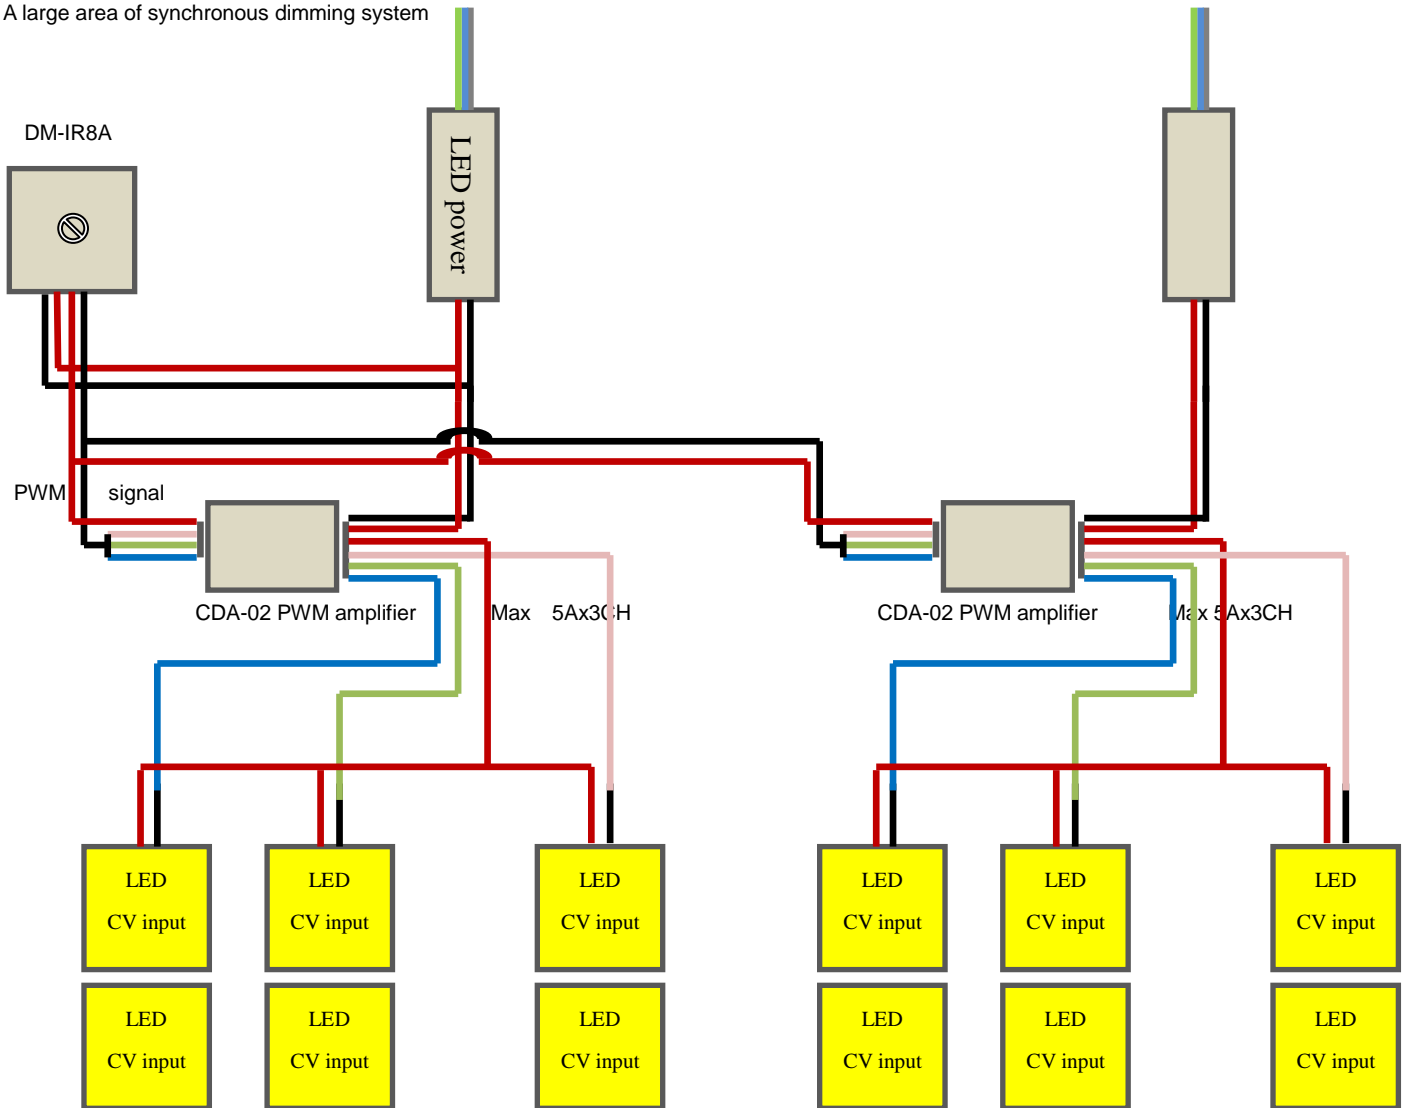 A large area of synchronous dimming system
DM-IR8A
LED power
PWM signal
CDA-02 PWM amplifier
Max 5Ax3CH
CDA-02 PWM amplifier
Max 5Ax3CH
LED
CV input
LED
CV input
LED
CV input
LED
CV input
LED
CV input
LED
CV input
LED
CV input
LED
CV input
LED
CV input
LED
CV input
LED
CV input
LED
CV input